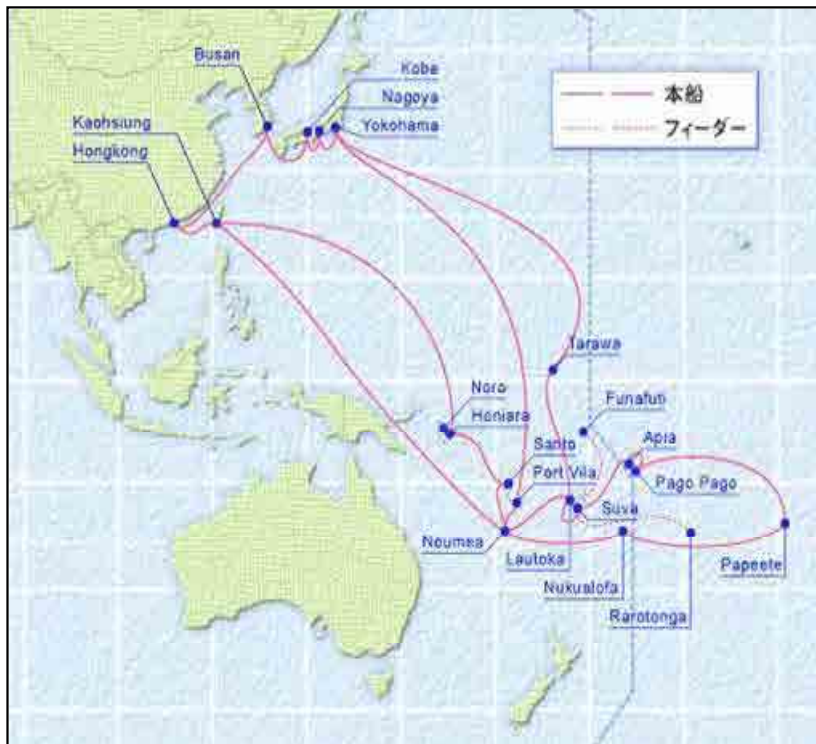 Busan
Kobe
Nagoya
Yokohama
Kaohsiung
Hongkong
本船
フィーダー
Tarawa
Noro
Honiara
Funafuti
Santo
Apia
Port Vila
Pago Pago
Noumea
Suva
Lautoka
Papeete
Nukualofa
Rarotonga